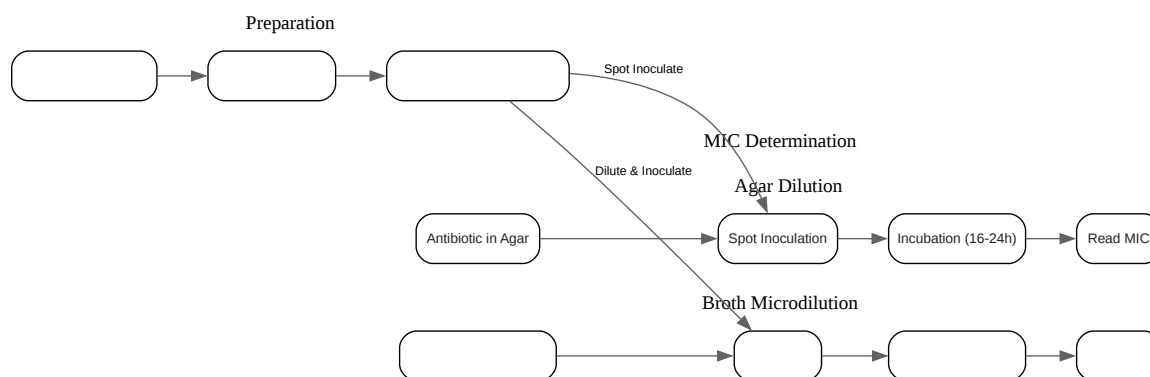 Preparation
Spot Inoculate
MIC Determination
Dilute & Inoculate
Agar Dilution
Antibiotic in Agar
Spot Inoculation
Incubation (16-24h)
Read MIC
Broth Microdilution